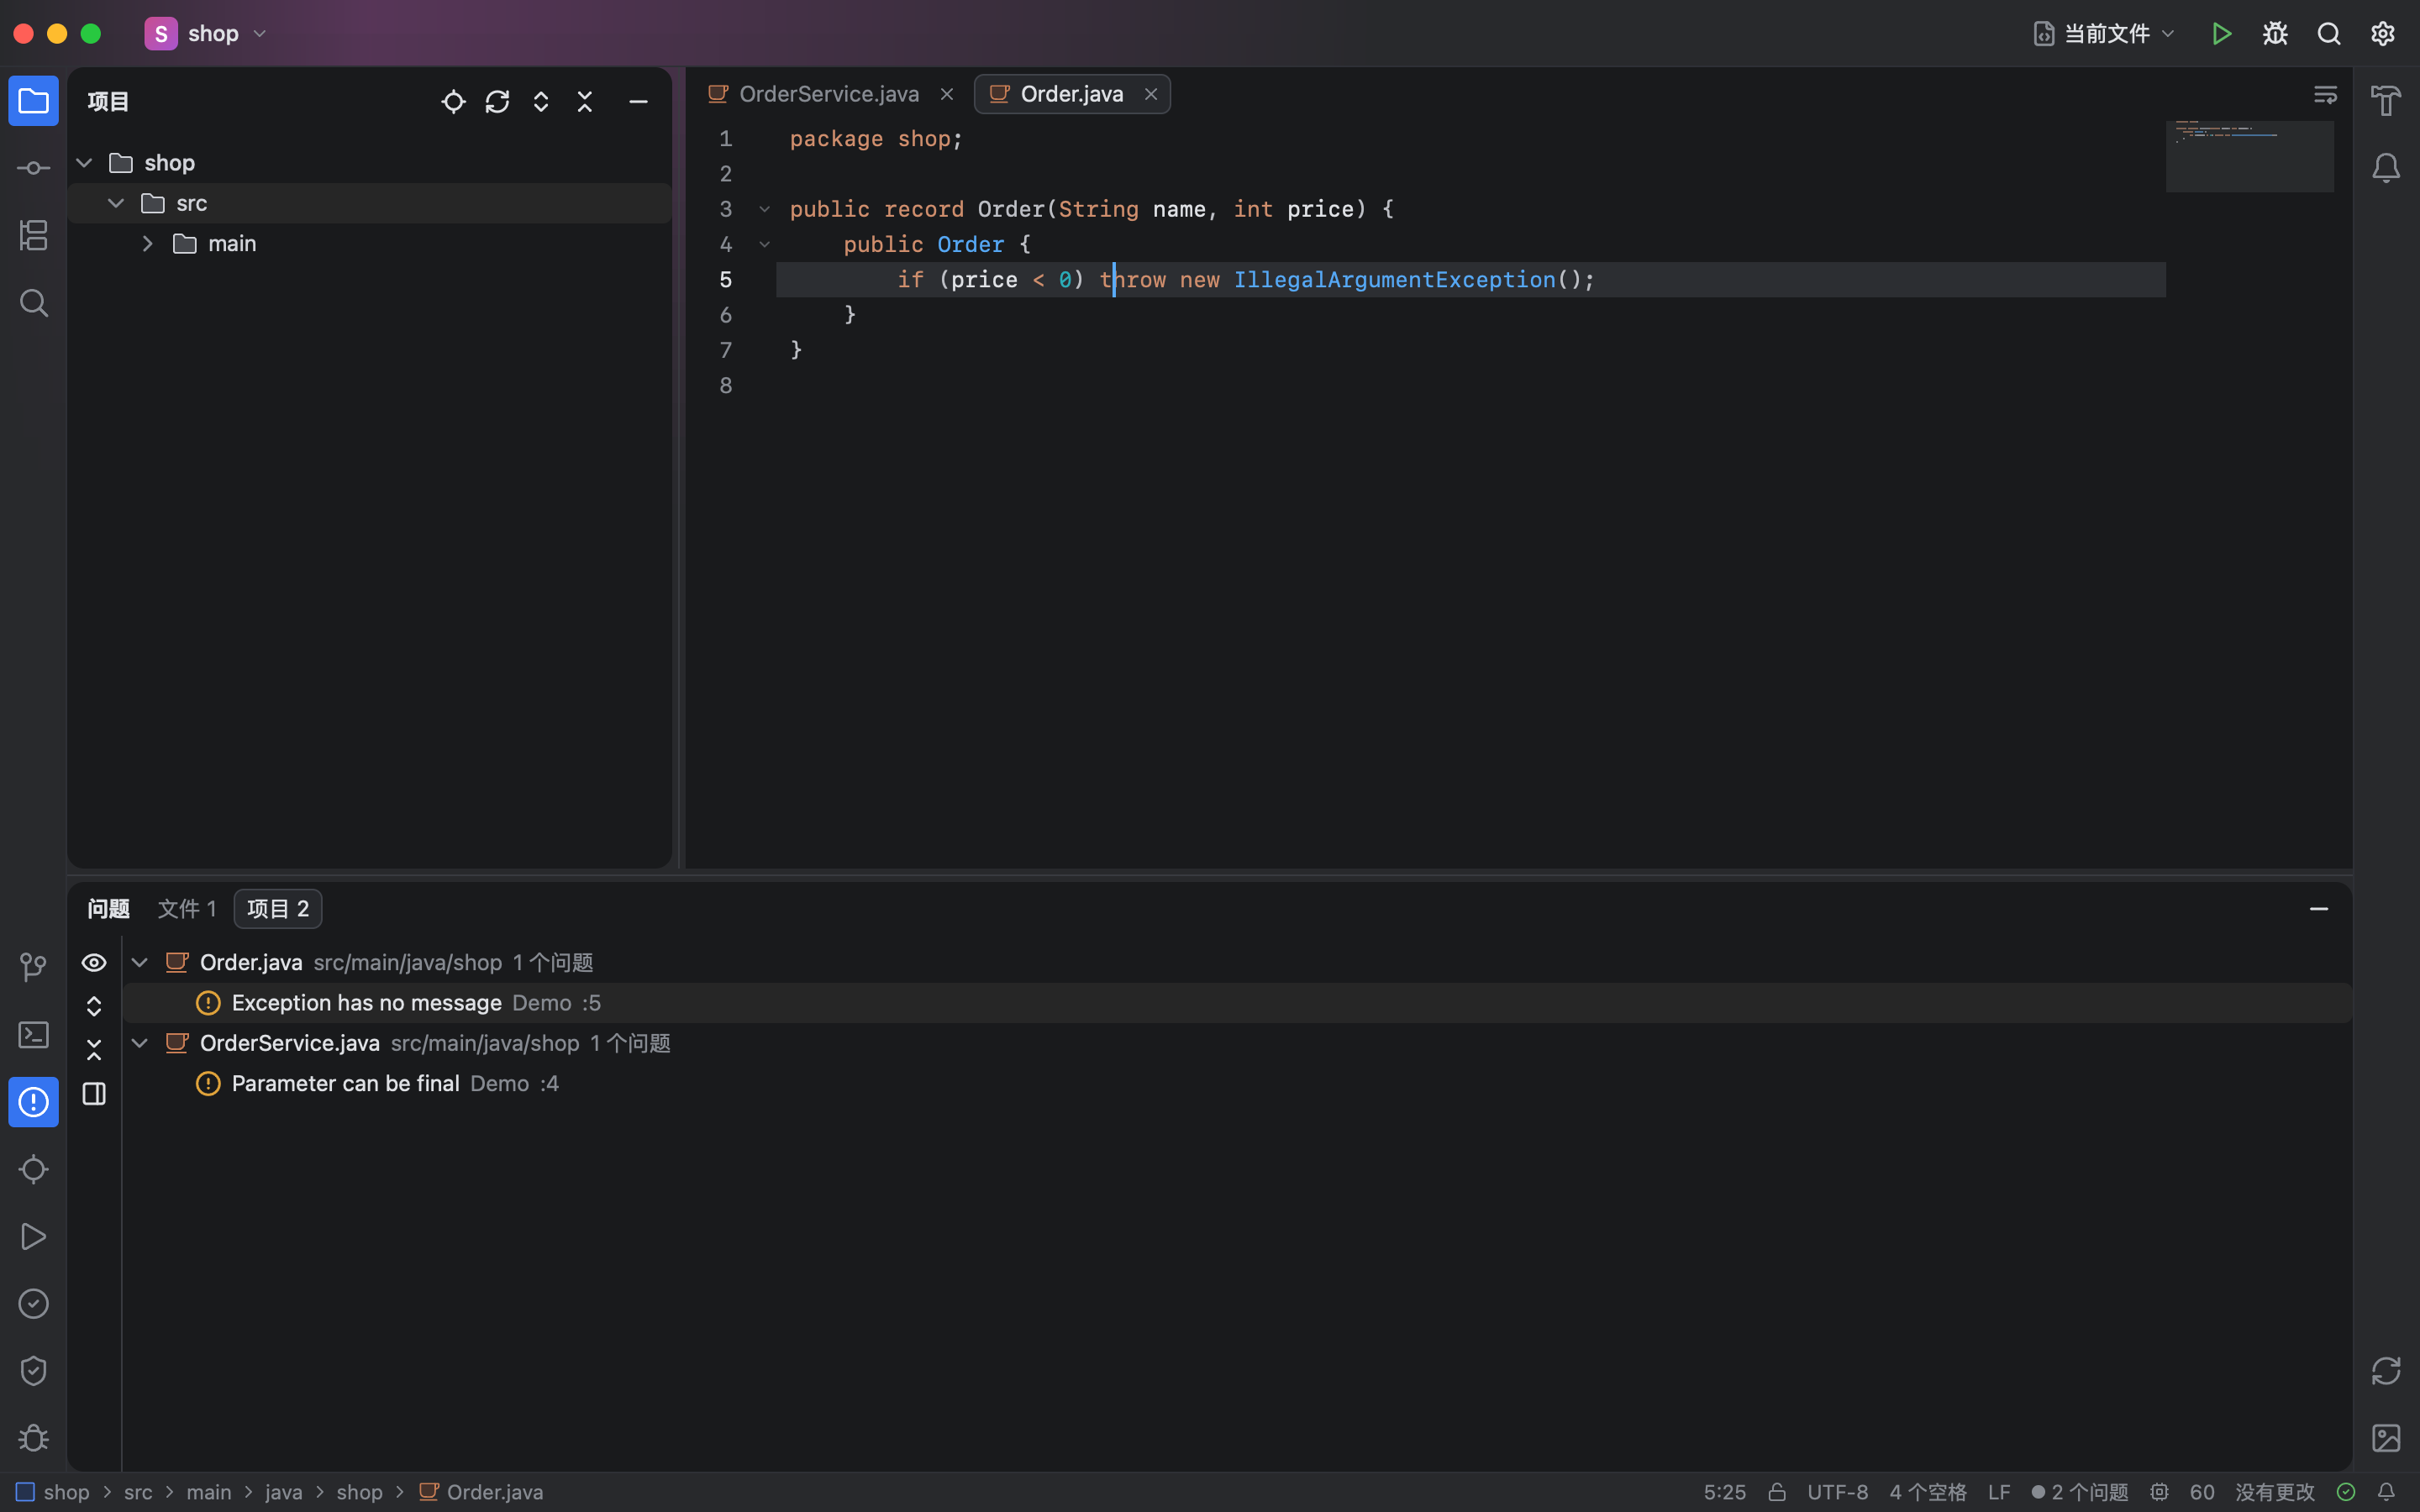 S shop
当前文件
项目
shop
src
main
OrderService.java
Order.java
1 package shop;
2
3 public record Order(String name, int price) {
4 public Order {
5 if (price < 0) throw new IllegalArgumentException();
6 }
7 }
8
问题 文件 1 项目 2
Order.java src/main/java/shop 1 个问题
Exception has no message Demo :5
OrderService.java src/main/java/shop 1 个问题
Parameter can be final Demo :4
shop > src > main > java > shop > Order.java
5:25 UTF-8 4 个空格 LF 2 个问题 60 没有更改